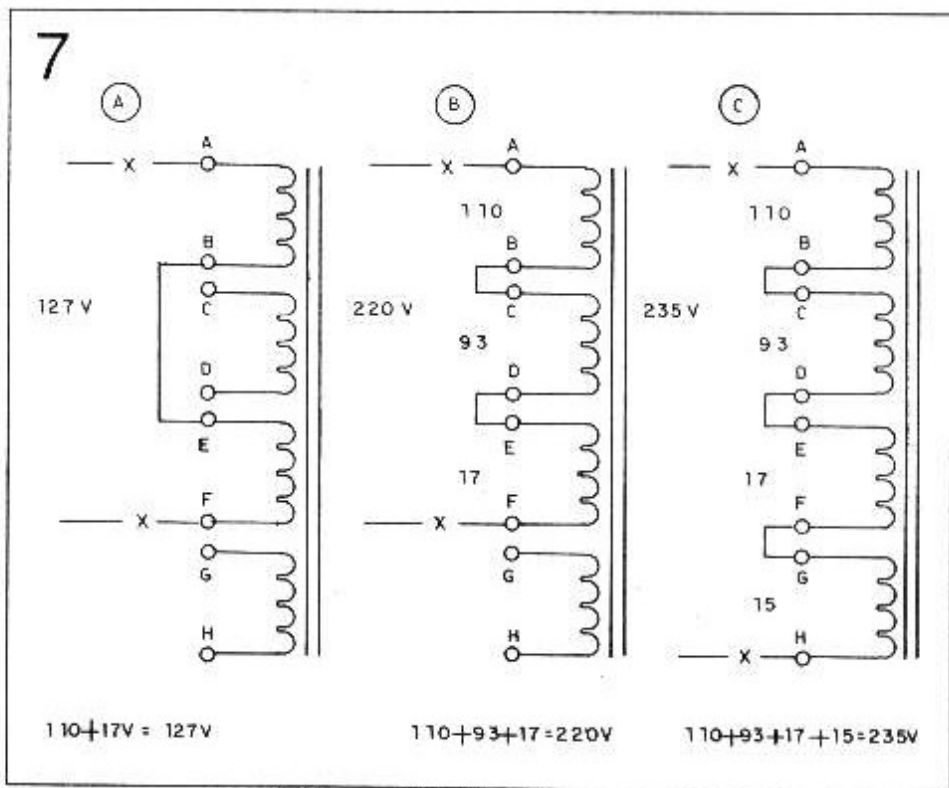 7
A
A
X
B
C
127 V
D
E
F
X
G
H
110+17V = 127V
B
A
X
110
B
C
220 V
93
D
E
17
F
X
G
H
110+93+17=220V
C
A
X
110
B
C
235 V
93
D
E
17
F
G
15
H
X
110+93+17+15=235V